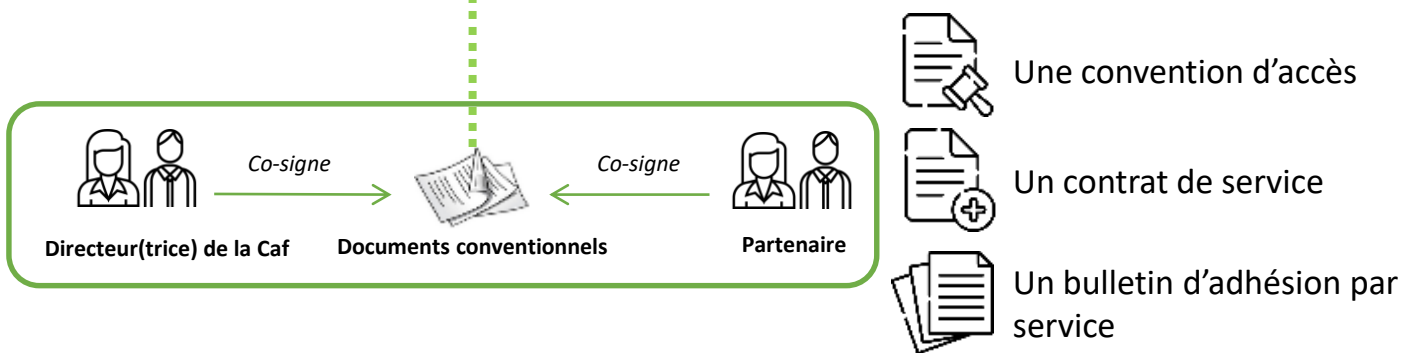 Co-signe
Co-signe
Directeur(trice) de la Caf
Documents conventionnels
Partenaire
Une convention d’accès
Un contrat de service
Un bulletin d’adhésion par
service